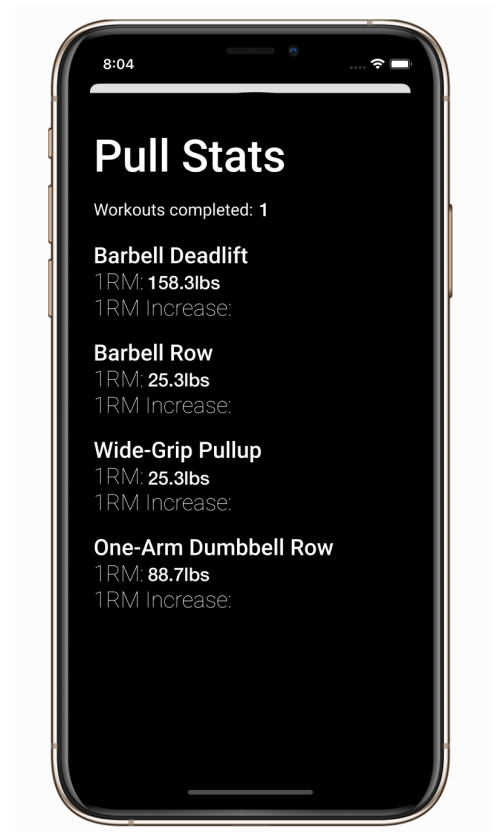 8:04
Pull Stats
Workouts completed: 1
Barbell Deadlift
1RM: 158.3lbs
1RM Increase:
Barbell Row
1RM: 25.3lbs
1RM Increase:
Wide-Grip Pullup
1RM: 25.3lbs
1RM Increase:
One-Arm Dumbbell Row
1RM: 88.7lbs
1RM Increase: